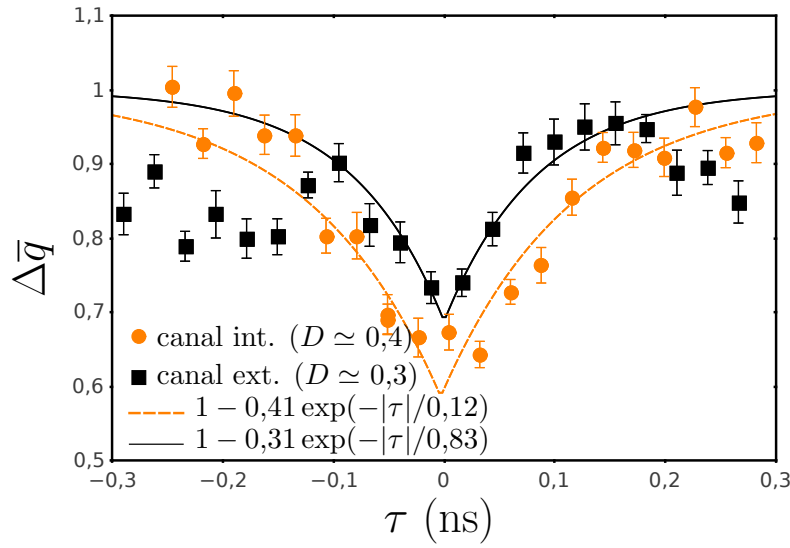 1,1
1
0,9
0,8
0,7
0,6
0,5
Δq̅
canal int. (D ≃ 0,4)
canal ext. (D ≃ 0,3)
1 − 0,41 exp(−|τ|/0,12)
1 − 0,31 exp(−|τ|/0,83)
−0,3 −0,2 −0,1 0 0,1 0,2 0,3
τ (ns)